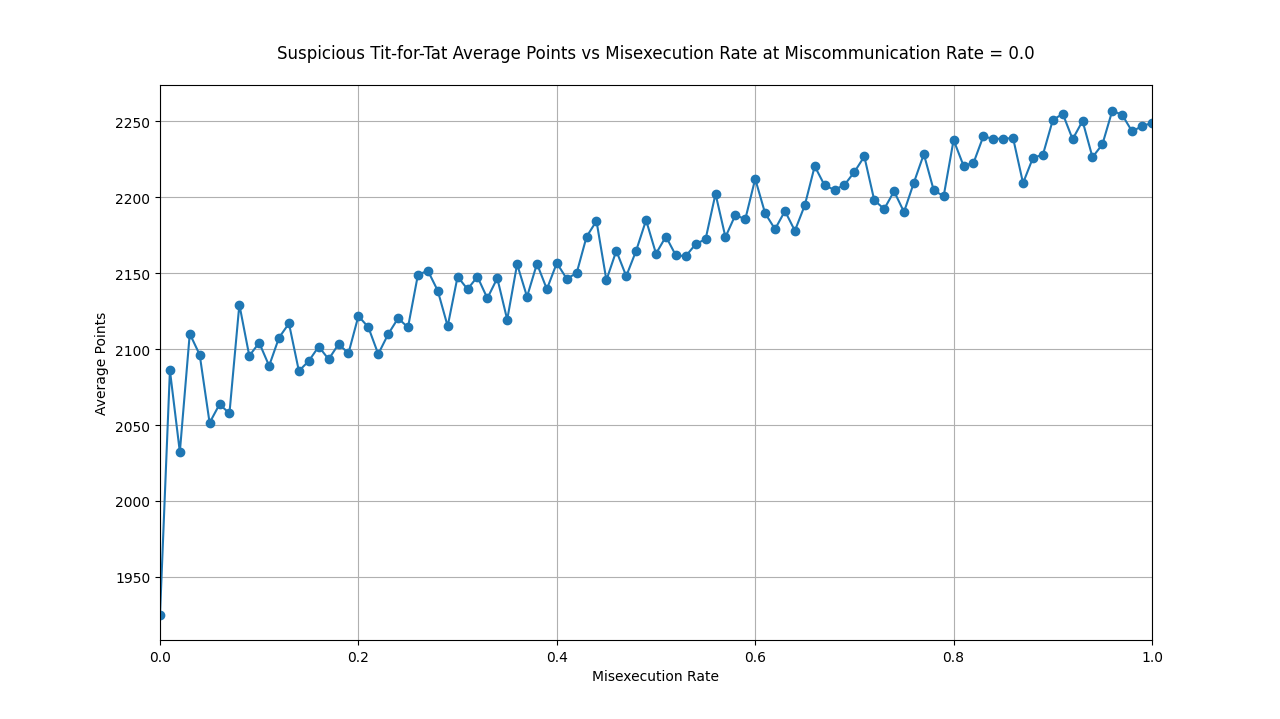 Suspicious Tit-for-Tat Average Points vs Misexecution Rate at Miscommunication Rate = 0.0
2250
2200
2150
2100
2050
2000
1950
Average Points
0.0 0.2 0.4 0.6 0.8 1.0
Misexecution Rate